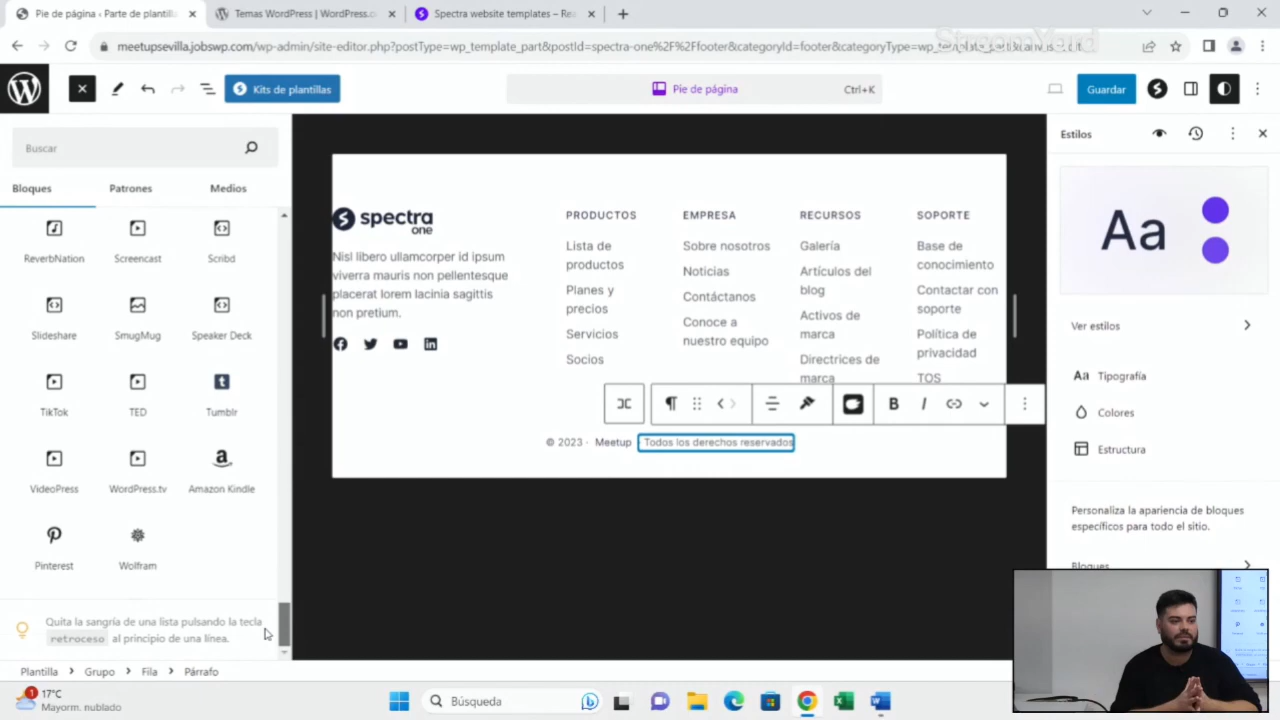 Pie de página ‹ Parte de plantilla
Temas WordPress | WordPress.o
Spectra website templates – Re
meetupsevilla.jobswp.com/wp-admin/site-editor.php?postType=wp_template_part&postId=spectra-one%2F%2Ffooter&categoryId=footer&categoryType=wp_template_part&canvas=edit
StreamYard
Kits de plantillas
Pie de página
Ctrl+K
Guardar
Buscar
Estilos
Bloques
Patrones
Medios
Aa
ReverbNation
Screencast
Scribd
Slideshare
SmugMug
Speaker Deck
TikTok
TED
Tumblr
VideoPress
WordPress.tv
Amazon Kindle
Pinterest
Wolfram
Quita la sangría de una lista pulsando la tecla
retroceso al principio de una línea.
spectra
one
Nisl libero ullamcorper id ipsum
viverra mauris non pellentesque
placerat lorem lacinia sagittis
non pretium.
PRODUCTOS
Lista de
productos
Planes y
precios
Servicios
Socios
EMPRESA
Sobre nosotros
Noticias
Contáctanos
Conoce a
nuestro equipo
RECURSOS
Galería
Artículos del
blog
Activos de
marca
Directrices de
marca
SOPORTE
Base de
conocimiento
Contactar con
soporte
Política de
privacidad
TOS
B
I
© 2023 · Meetup · Todos los derechos reservados
Ver estilos
Aa Tipografía
Colores
Estructura
Personaliza la apariencia de bloques
específicos para todo el sitio.
Bloques
Plantilla > Grupo > Fila > Párrafo
1
17°C
Mayorm. nublado
Búsqueda